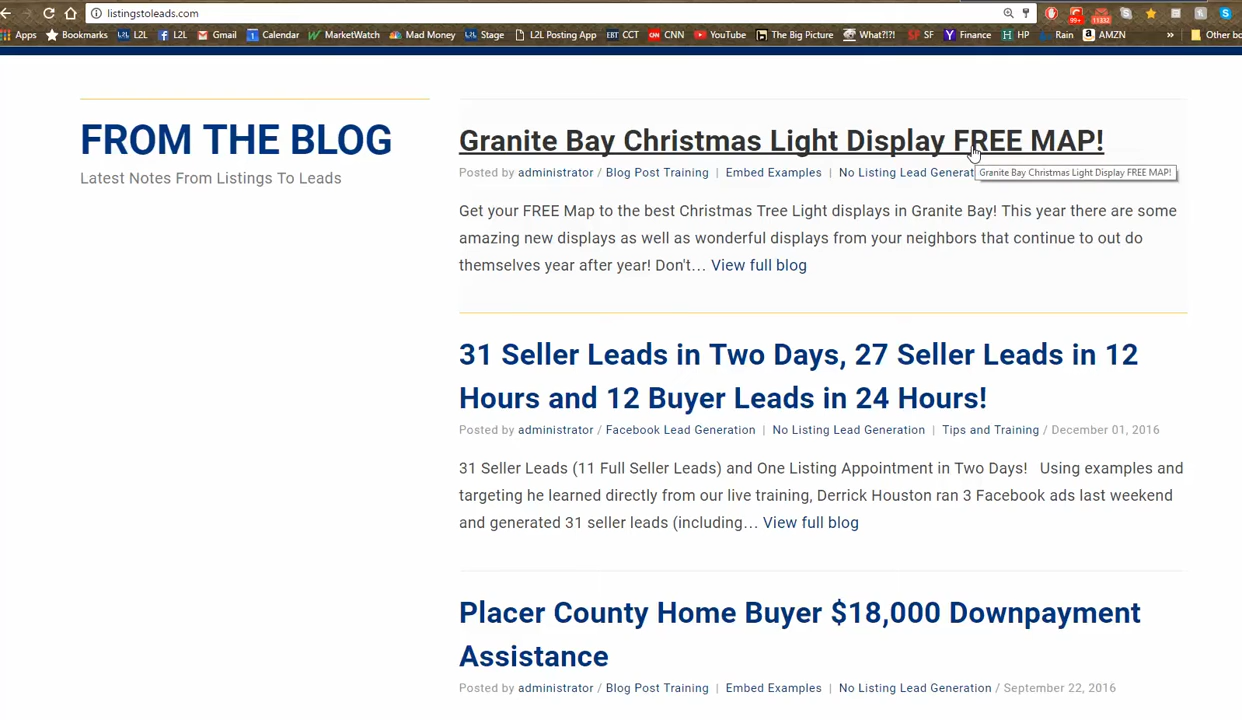 listingstoleads.com
99+
11332
Apps Bookmarks L2L L2L Gmail Calendar MarketWatch Mad Money Stage L2L Posting App EBT CCT CNN YouTube The Big Picture What?!?! SF SF Finance H HP Rain AMZN » Other bo
FROM THE BLOG
Latest Notes From Listings To Leads
Granite Bay Christmas Light Display FREE MAP!
Posted by administrator / Blog Post Training | Embed Examples | No Listing Lead Generat
Granite Bay Christmas Light Display FREE MAP!
Get your FREE Map to the best Christmas Tree Light displays in Granite Bay! This year there are some
amazing new displays as well as wonderful displays from your neighbors that continue to out do
themselves year after year! Don't... View full blog
31 Seller Leads in Two Days, 27 Seller Leads in 12
Hours and 12 Buyer Leads in 24 Hours!
Posted by administrator / Facebook Lead Generation | No Listing Lead Generation | Tips and Training / December 01, 2016
31 Seller Leads (11 Full Seller Leads) and One Listing Appointment in Two Days! Using examples and
targeting he learned directly from our live training, Derrick Houston ran 3 Facebook ads last weekend
and generated 31 seller leads (including... View full blog
Placer County Home Buyer $18,000 Downpayment
Assistance
Posted by administrator / Blog Post Training | Embed Examples | No Listing Lead Generation / September 22, 2016